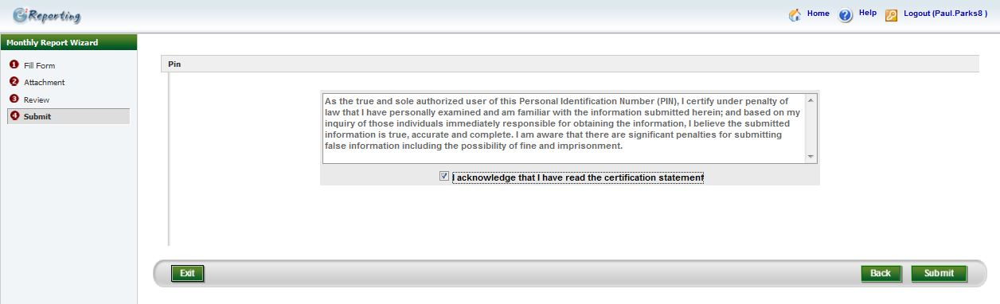 e2 Reporting
Home
Help
Logout (Paul.Parks8 )
Monthly Report Wizard
1 Fill Form
2 Attachment
3 Review
4 Submit
Pin
As the true and sole authorized user of this Personal Identification Number (PIN), I certify under penalty of
law that I have personally examined and am familiar with the information submitted herein; and based on my
inquiry of those individuals immediately responsible for obtaining the information, I believe the submitted
information is true, accurate and complete. I am aware that there are significant penalties for submitting
false information including the possibility of fine and imprisonment.
I acknowledge that I have read the certification statement
Exit
Back
Submit